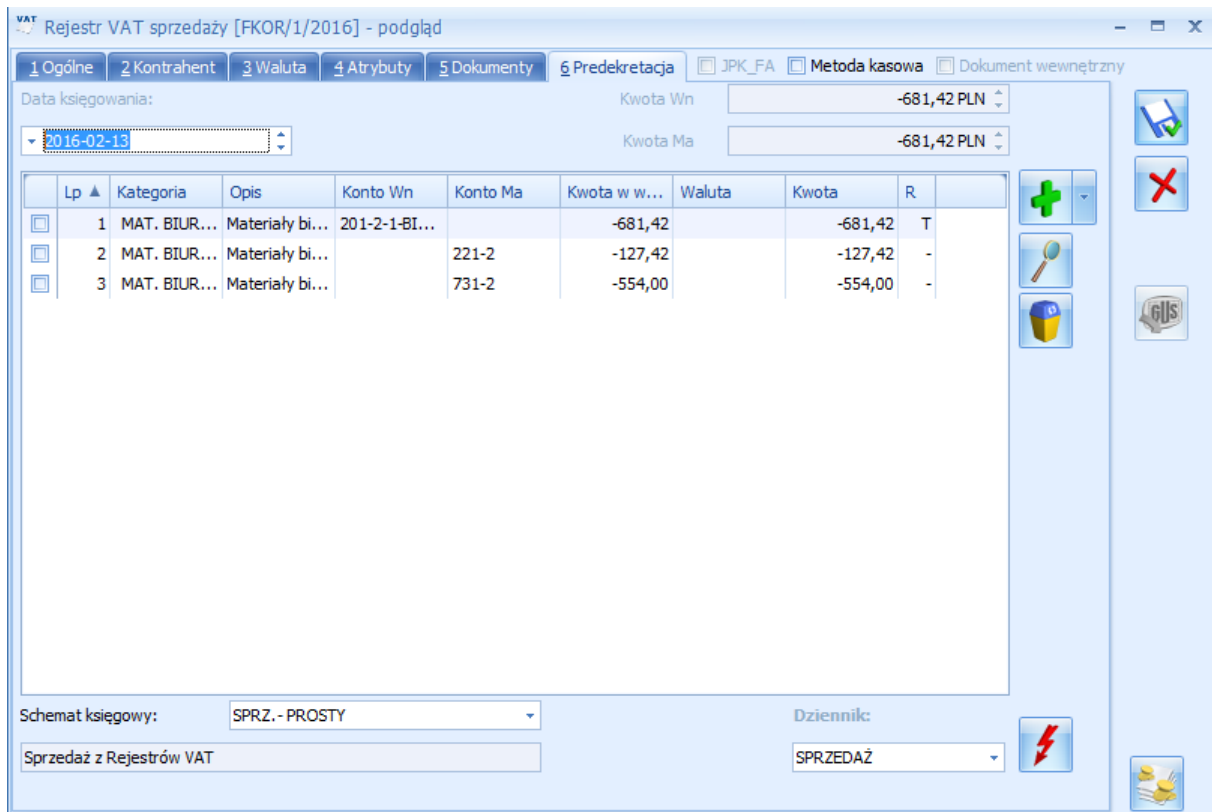 VAT Rejestr VAT sprzedaży [FKOR/1/2016] - podgląd
1 Ogólne 2 Kontrahent 3 Waluta 4 Atrybuty 5 Dokumenty 6 Predekretacja JPK_FA Metoda kasowa Dokument wewnętrzny
Data księgowania: Kwota Wn -681,42 PLN
2016-02-13 Kwota Ma -681,42 PLN
Lp Kategoria Opis Konto Wn Konto Ma Kwota w w... Waluta Kwota R
1 MAT. BIUR... Materiały bi... 201-2-1-BI... -681,42 -681,42 T
2 MAT. BIUR... Materiały bi... 221-2 -127,42 -127,42 -
3 MAT. BIUR... Materiały bi... 731-2 -554,00 -554,00 -
GUS
Schemat księgowy: SPRZ.- PROSTY Dziennik:
Sprzedaż z Rejestrów VAT SPRZEDAŻ